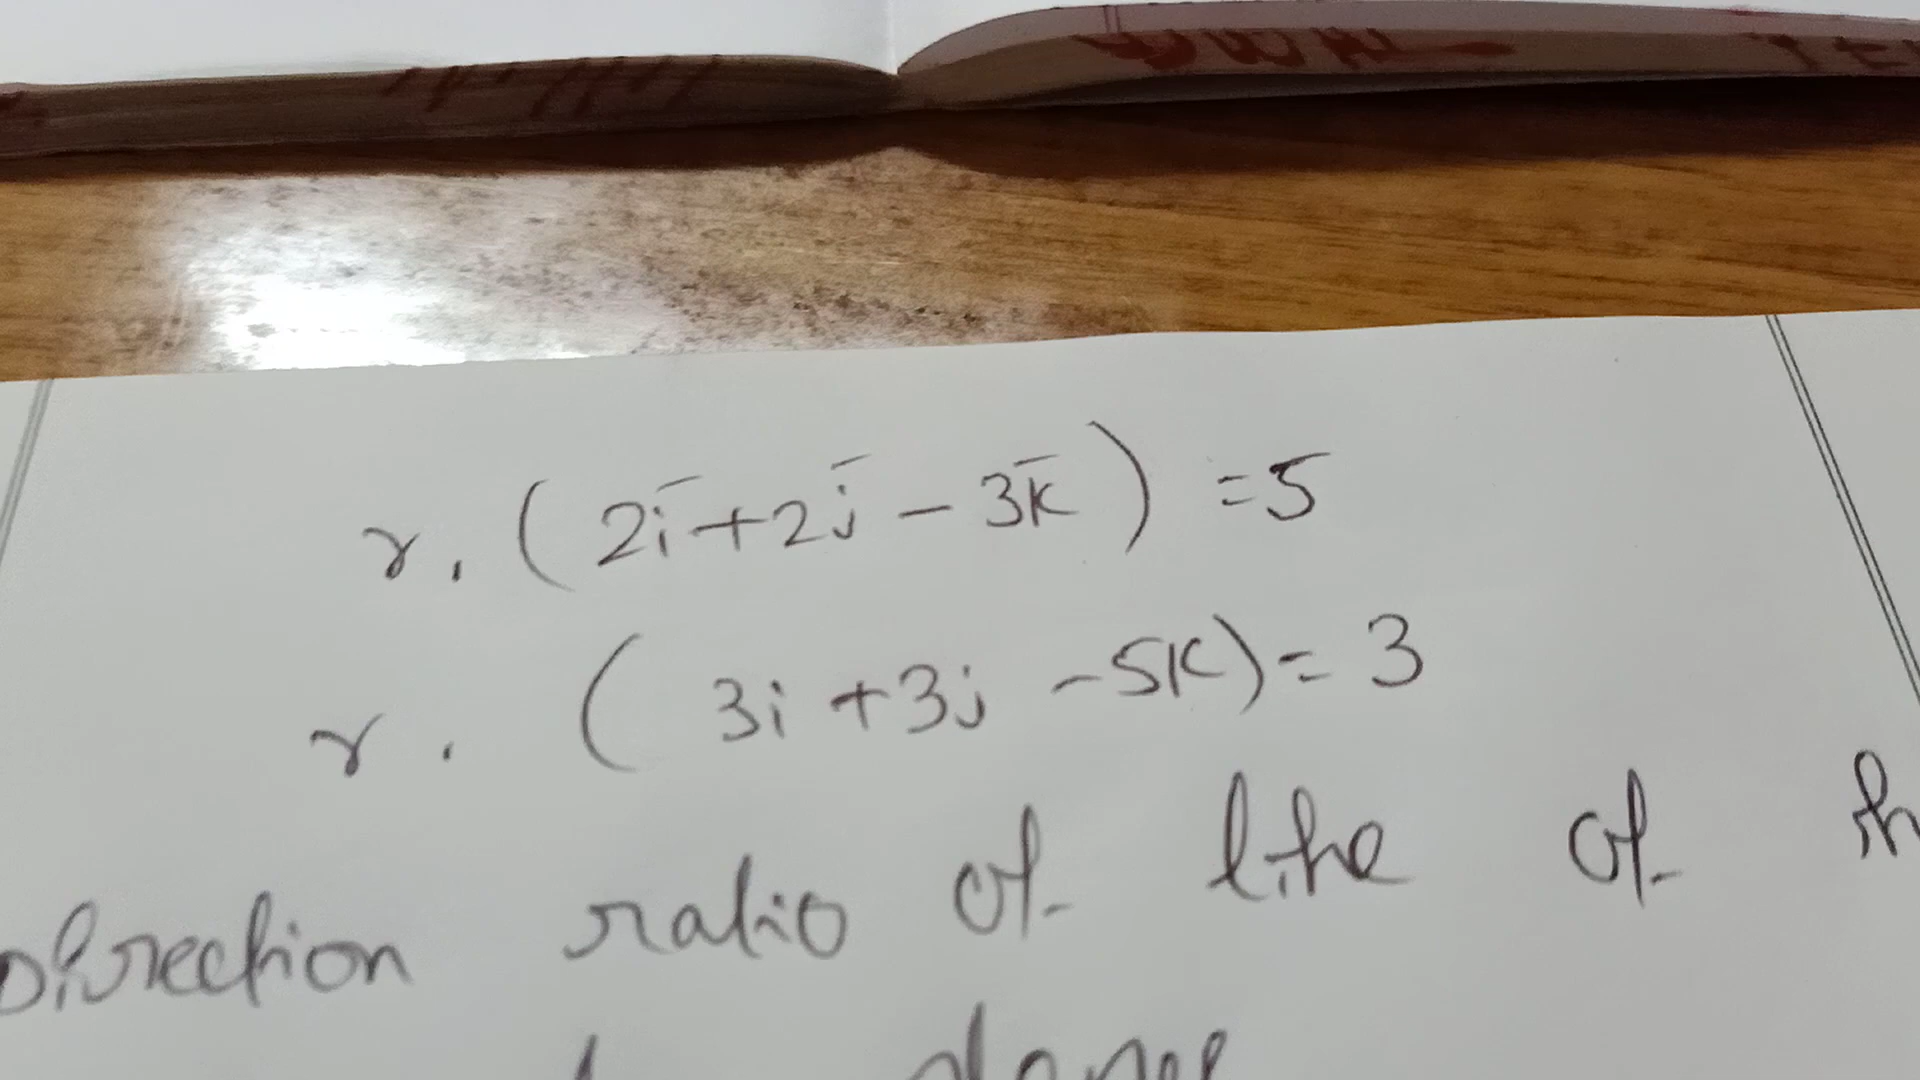 r. (2i̅+2j̅ - 3k̅) =5
r. (3i +3j -5k)= 3
Direction ratio of line of